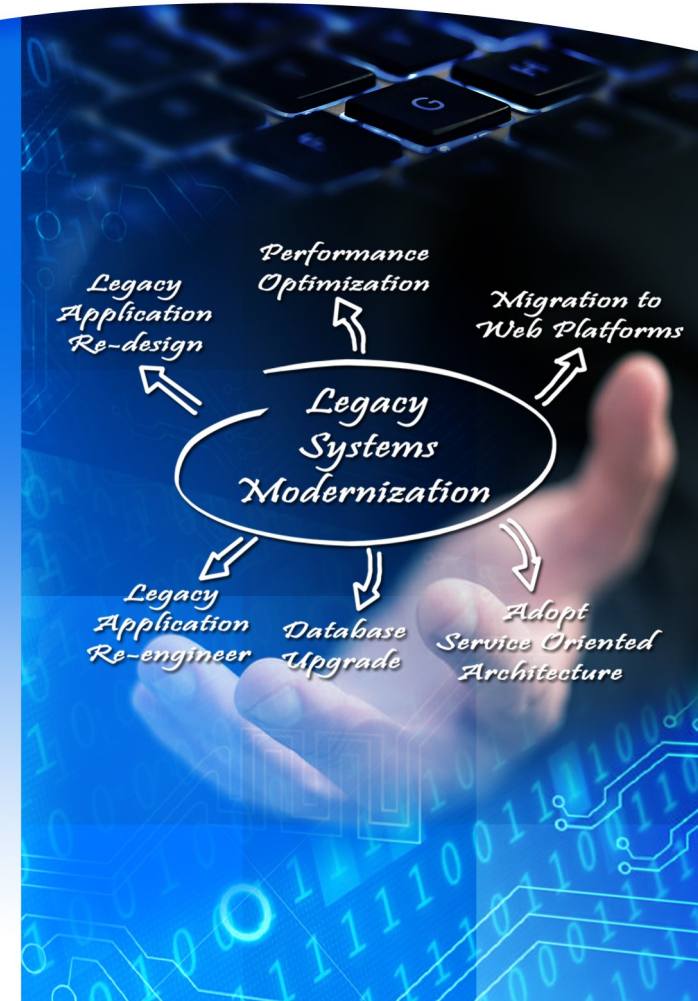 G
H
Performance
Optimization
Legacy
Application
Re-design
Migration to
Web Platforms
Legacy
Systems
Modernization
Legacy
Application
Re-engineer
Database
Upgrade
Adopt
Service Oriented
Architecture